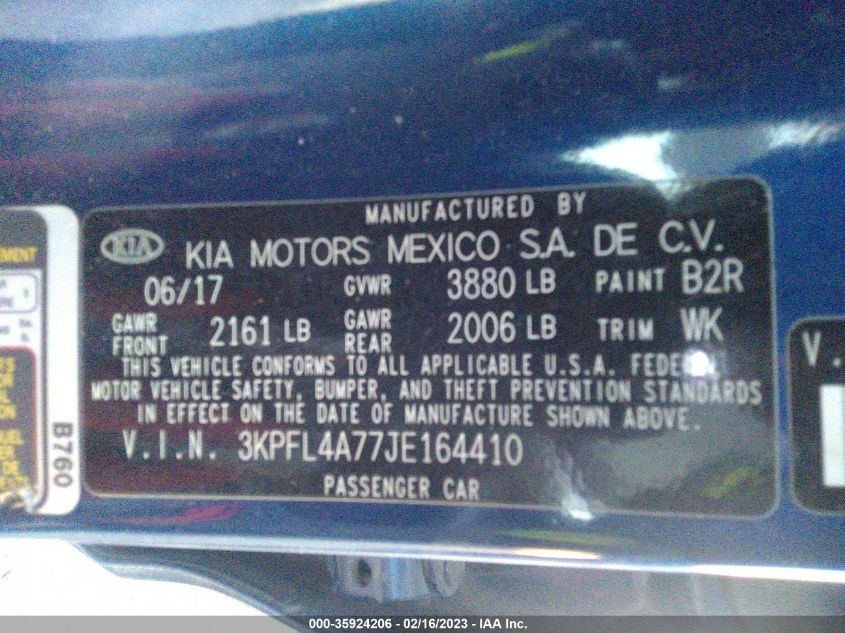 MANUFACTURED BY
KIA KIA MOTORS MEXICO S.A. DE C.V.
06/17 GVWR 3880 LB PAINT B2R
GAWR FRONT 2161 LB GAWR REAR 2006 LB TRIM WK
THIS VEHICLE CONFORMS TO ALL APPLICABLE U.S.A. FEDERAL
MOTOR VEHICLE SAFETY, BUMPER, AND THEFT PREVENTION STANDARDS
IN EFFECT ON THE DATE OF MANUFACTURE SHOWN ABOVE.
V.I.N. 3KPFL4A77JE164410
PASSENGER CAR
B760
V.
000-35924206 - 02/16/2023 - IAA Inc.